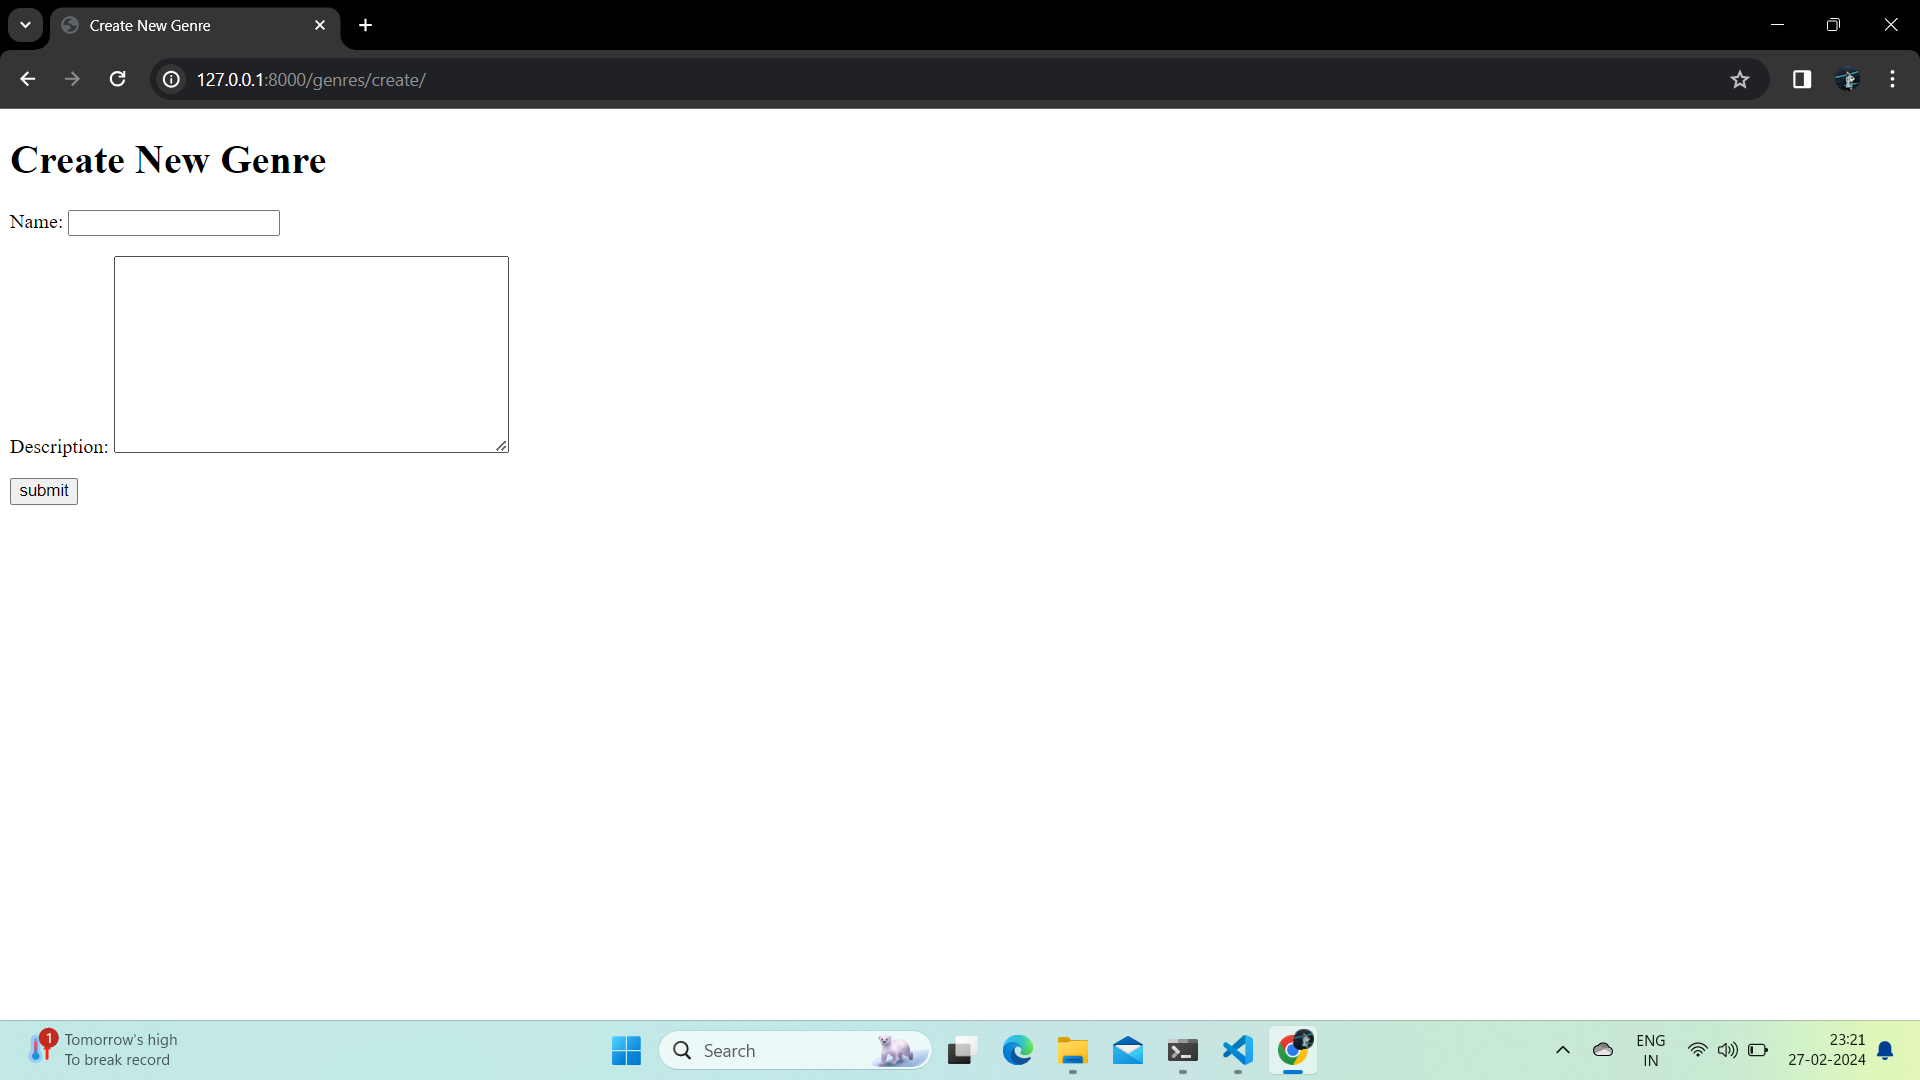 Create New Genre
127.0.0.1:8000/genres/create/
Create New Genre
Name:
Description:
submit
1
Tomorrow's high
To break record
Search
ENG
IN
23:21
27-02-2024